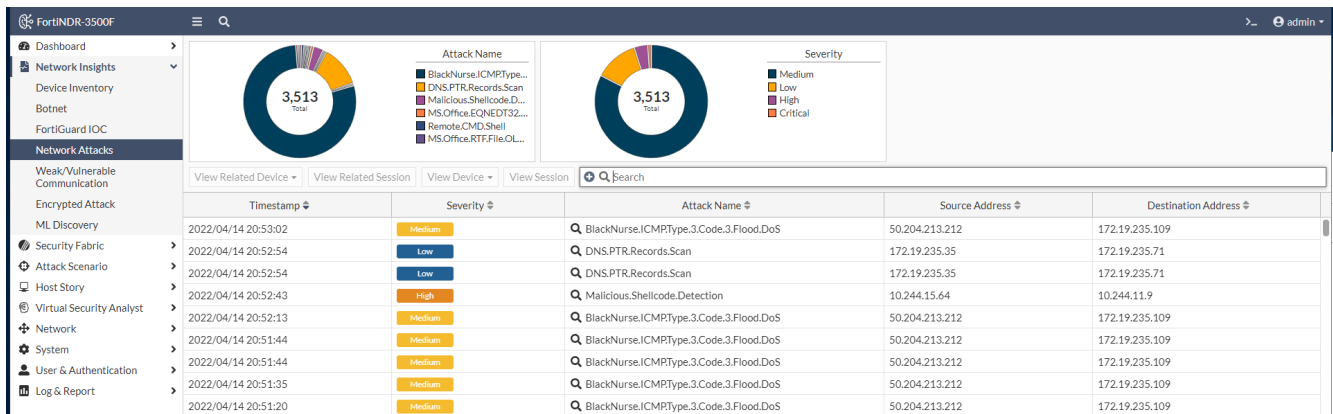 FortiNDR-3500F
>_ admin
Dashboard
Network Insights
Device Inventory
Botnet
FortiGuard IOC
Network Attacks
Weak/Vulnerable
Communication
Encrypted Attack
ML Discovery
Security Fabric
Attack Scenario
Host Story
Virtual Security Analyst
Network
System
User & Authentication
Log & Report
3,513
Total
Attack Name
BlackNurse.ICMP.Type...
DNS.PTR.Records.Scan
Malicious.Shellcode.D...
MS.Office.EQNEDT32....
Remote.CMD.Shell
MS.Office.RTF.File.OL...
3,513
Total
Severity
Medium
Low
High
Critical
View Related Device View Related Session View Device View Session Search
Timestamp Severity Attack Name Source Address Destination Address
2022/04/14 20:53:02 Medium BlackNurse.ICMP.Type.3.Code.3.Flood.DoS 50.204.213.212 172.19.235.109
2022/04/14 20:52:54 Low DNS.PTR.Records.Scan 172.19.235.35 172.19.235.71
2022/04/14 20:52:54 Low DNS.PTR.Records.Scan 172.19.235.35 172.19.235.71
2022/04/14 20:52:43 High Malicious.Shellcode.Detection 10.244.15.64 10.244.11.9
2022/04/14 20:52:13 Medium BlackNurse.ICMP.Type.3.Code.3.Flood.DoS 50.204.213.212 172.19.235.109
2022/04/14 20:51:44 Medium BlackNurse.ICMP.Type.3.Code.3.Flood.DoS 50.204.213.212 172.19.235.109
2022/04/14 20:51:44 Medium BlackNurse.ICMP.Type.3.Code.3.Flood.DoS 50.204.213.212 172.19.235.109
2022/04/14 20:51:35 Medium BlackNurse.ICMP.Type.3.Code.3.Flood.DoS 50.204.213.212 172.19.235.109
2022/04/14 20:51:20 Medium BlackNurse.ICMP.Type.3.Code.3.Flood.DoS 50.204.213.212 172.19.235.109